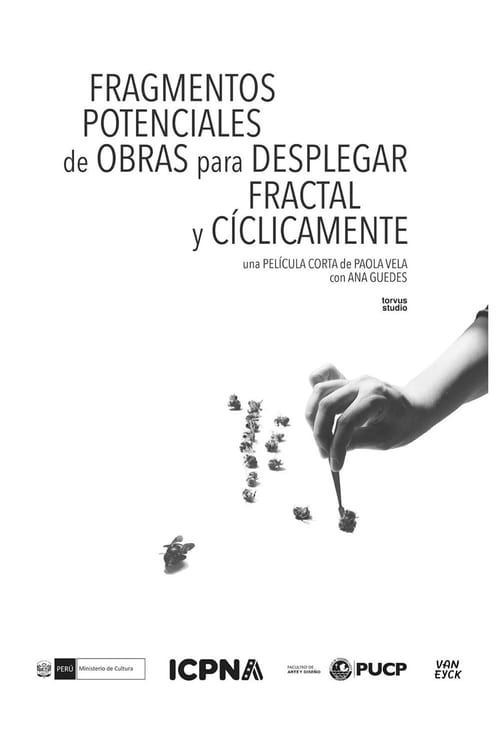 FRAGMENTOS
POTENCIALES
de OBRAS para DESPLEGAR
FRACTAL
y CÍCLICAMENTE
una PELÍCULA CORTA de PAOLA VELA
con ANA GUEDES
torvus
studio
PERÚ Ministerio de Cultura
ICPNA
FACULTAD DE
ARTE Y DISEÑO
PUCP
VAN
EYCK